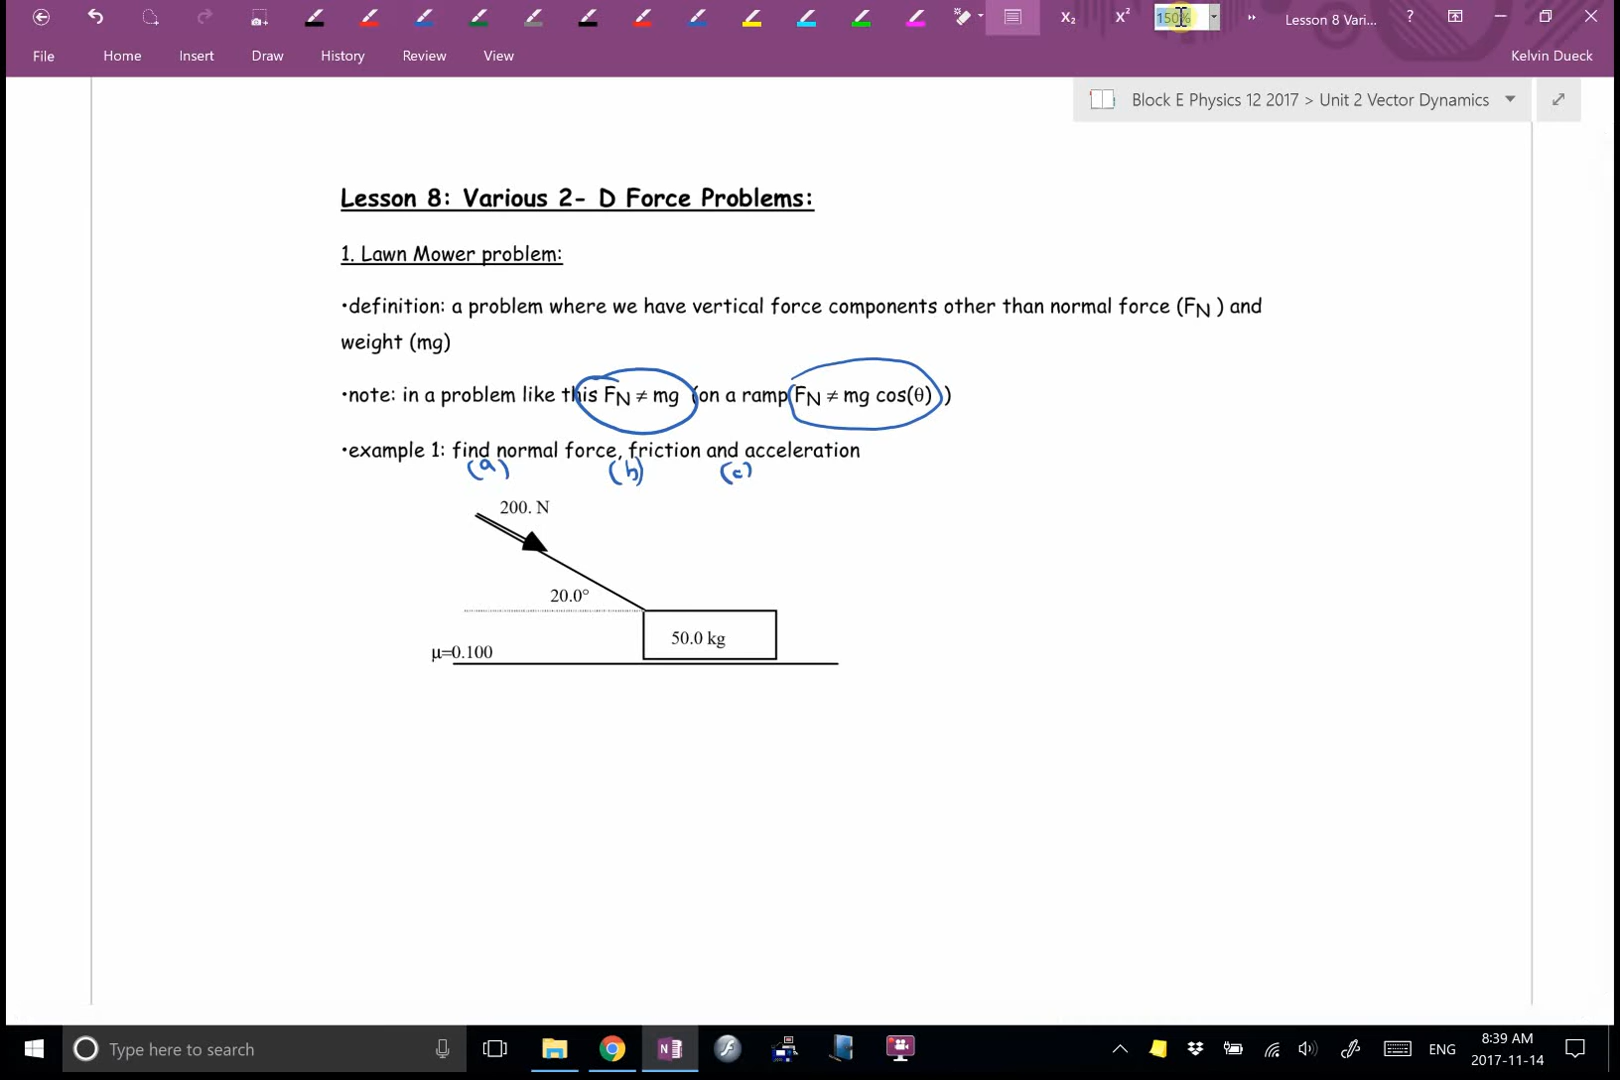 X₂ X² 150% Lesson 8 Vari... ?
File Home Insert Draw History Review View Kelvin Dueck
Block E Physics 12 2017 > Unit 2 Vector Dynamics
Lesson 8: Various 2- D Force Problems:
1. Lawn Mower problem:
•definition: a problem where we have vertical force components other than normal force (FN ) and
weight (mg)
•note: in a problem like this FN ≠ mg (on a ramp FN ≠ mg cos(θ) )
•example 1: find normal force, friction and acceleration
(a) (b) (c)
200. N
20.0°
50.0 kg
μ=0.100
Type here to search
ENG
8:39 AM
2017-11-14